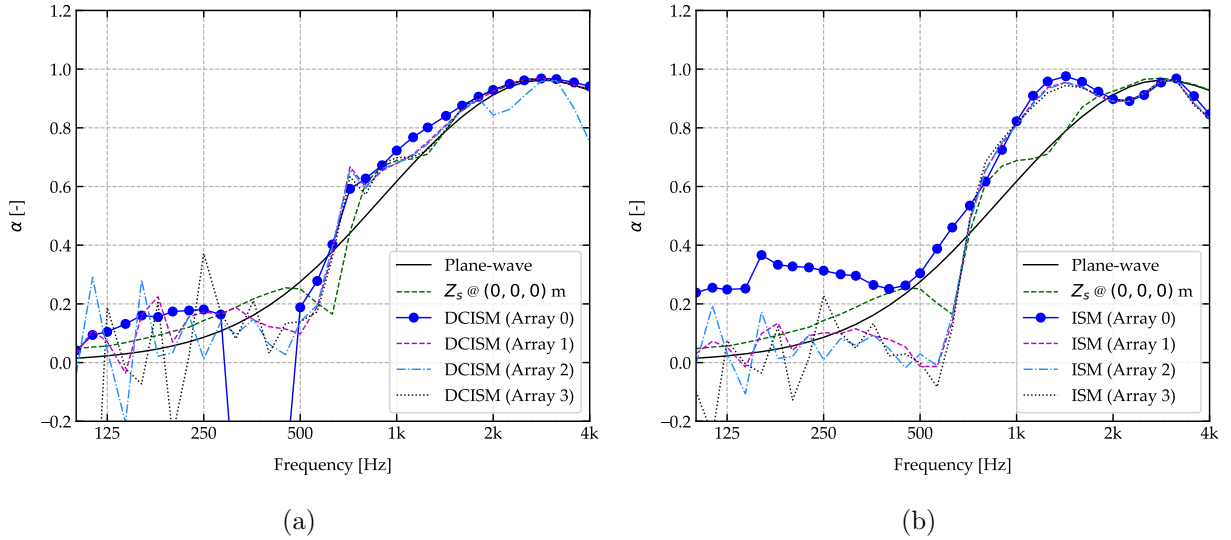 1.2
1.0
0.8
0.6
0.4
0.2
0.0
−0.2
α [-]
125 250 500 1k 2k 4k
Frequency [Hz]
Plane-wave
Zs @ (0, 0, 0) m
DCISM (Array 0)
DCISM (Array 1)
DCISM (Array 2)
DCISM (Array 3)
(a)
1.2
1.0
0.8
0.6
0.4
0.2
0.0
−0.2
α [-]
125 250 500 1k 2k 4k
Frequency [Hz]
Plane-wave
Zs @ (0, 0, 0) m
ISM (Array 0)
ISM (Array 1)
ISM (Array 2)
ISM (Array 3)
(b)